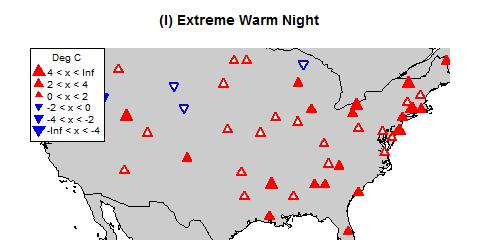 (I) Extreme Warm Night
Deg C
4 < x < Inf
2 < x < 4
0 < x < 2
-2 < x < 0
-4 < x < -2
-Inf < x < -4